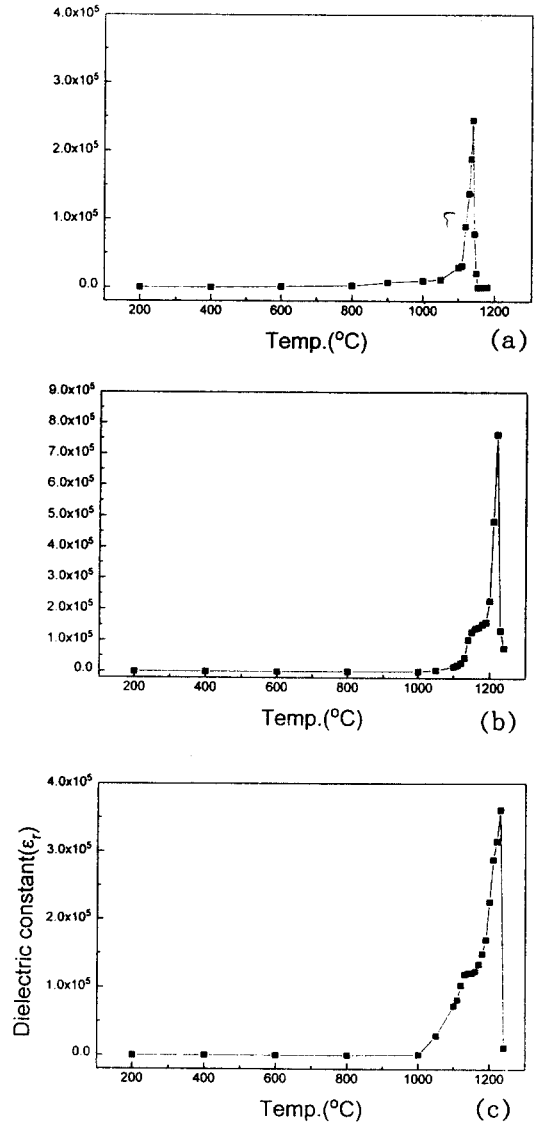 4.0x10⁵
3.0x10⁵
2.0x10⁵
1.0x10⁵
0.0
200 400 600 800 1000 1200
Temp.(°C) (a)
9.0x10⁵
8.0x10⁵
7.0x10⁵
6.0x10⁵
5.0x10⁵
4.0x10⁵
3.0x10⁵
2.0x10⁵
1.0x10⁵
0.0
200 400 600 800 1000 1200
Temp.(°C) (b)
Dielectric constant(εᵣ)
4.0x10⁵
3.0x10⁵
2.0x10⁵
1.0x10⁵
0.0
200 400 600 800 1000 1200
Temp.(°C) (c)